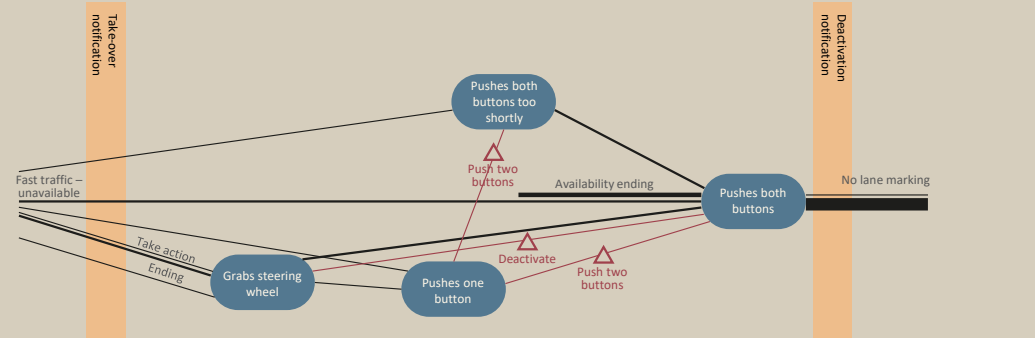 Take-over
notification
Deactivation
notification
Pushes both
buttons too
shortly
Push two
buttons
Fast traffic –
unavailable
Availability ending
Pushes both
buttons
No lane marking
Take action
Ending
Grabs steering
wheel
Pushes one
button
Deactivate
Push two
buttons